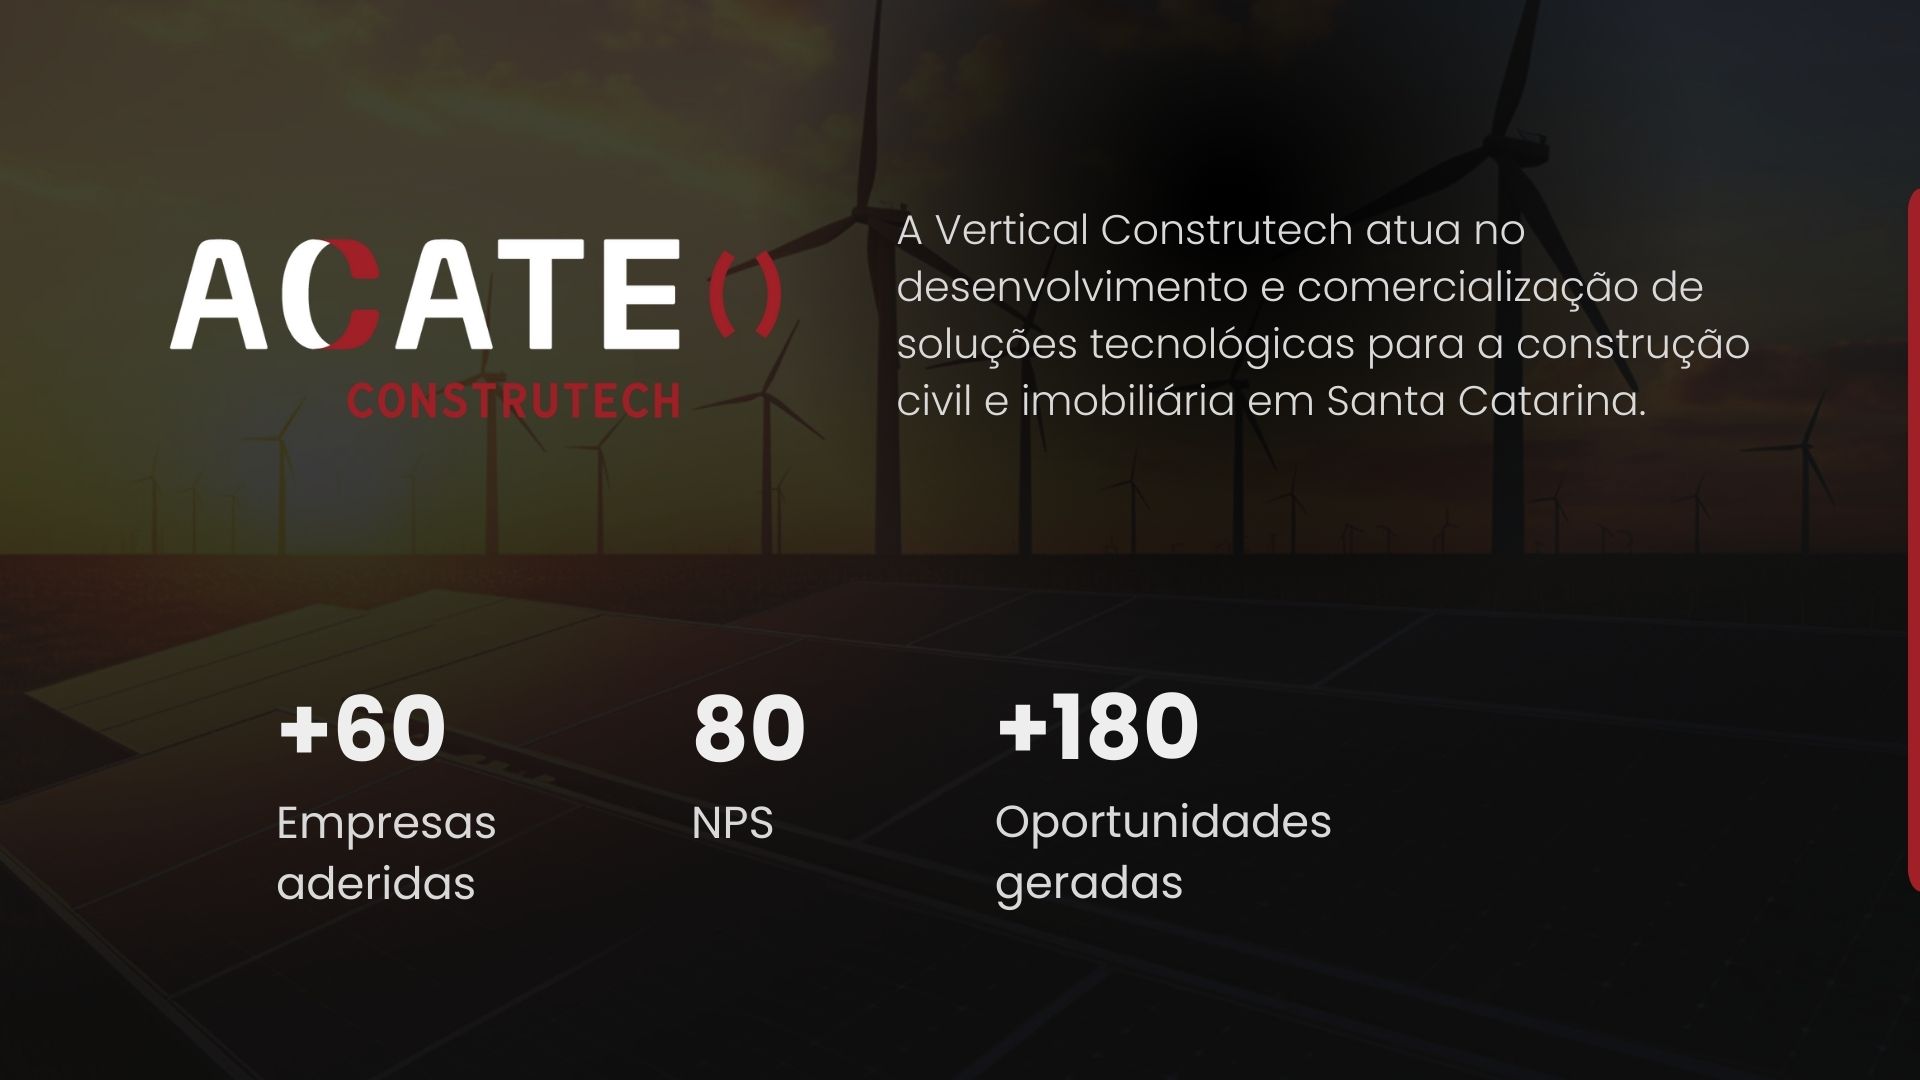 ACATE ()
CONSTRUTECH
A Vertical Construtech atua no
desenvolvimento e comercialização de
soluções tecnológicas para a construção
civil e imobiliária em Santa Catarina.
+60
Empresas
aderidas
80
NPS
+180
Oportunidades
geradas